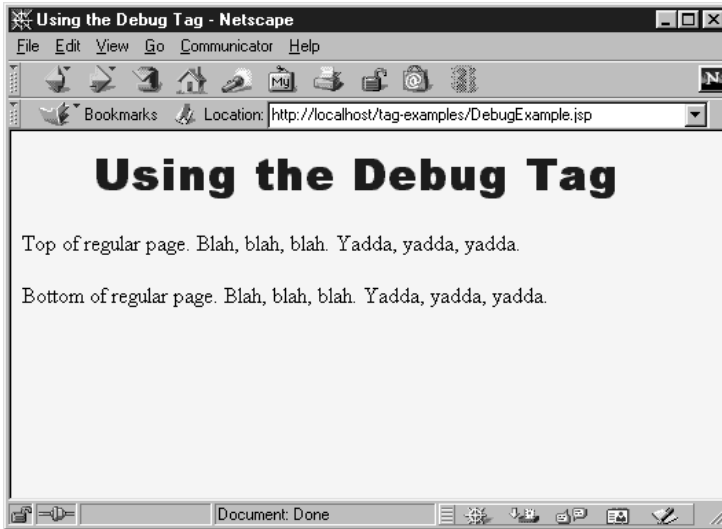 Using the Debug Tag - Netscape
File Edit View Go Communicator Help
My
N
Bookmarks Location: http://localhost/tag-examples/DebugExample.jsp
Using the Debug Tag
Top of regular page. Blah, blah, blah. Yadda, yadda, yadda.
Bottom of regular page. Blah, blah, blah. Yadda, yadda, yadda.
Document: Done